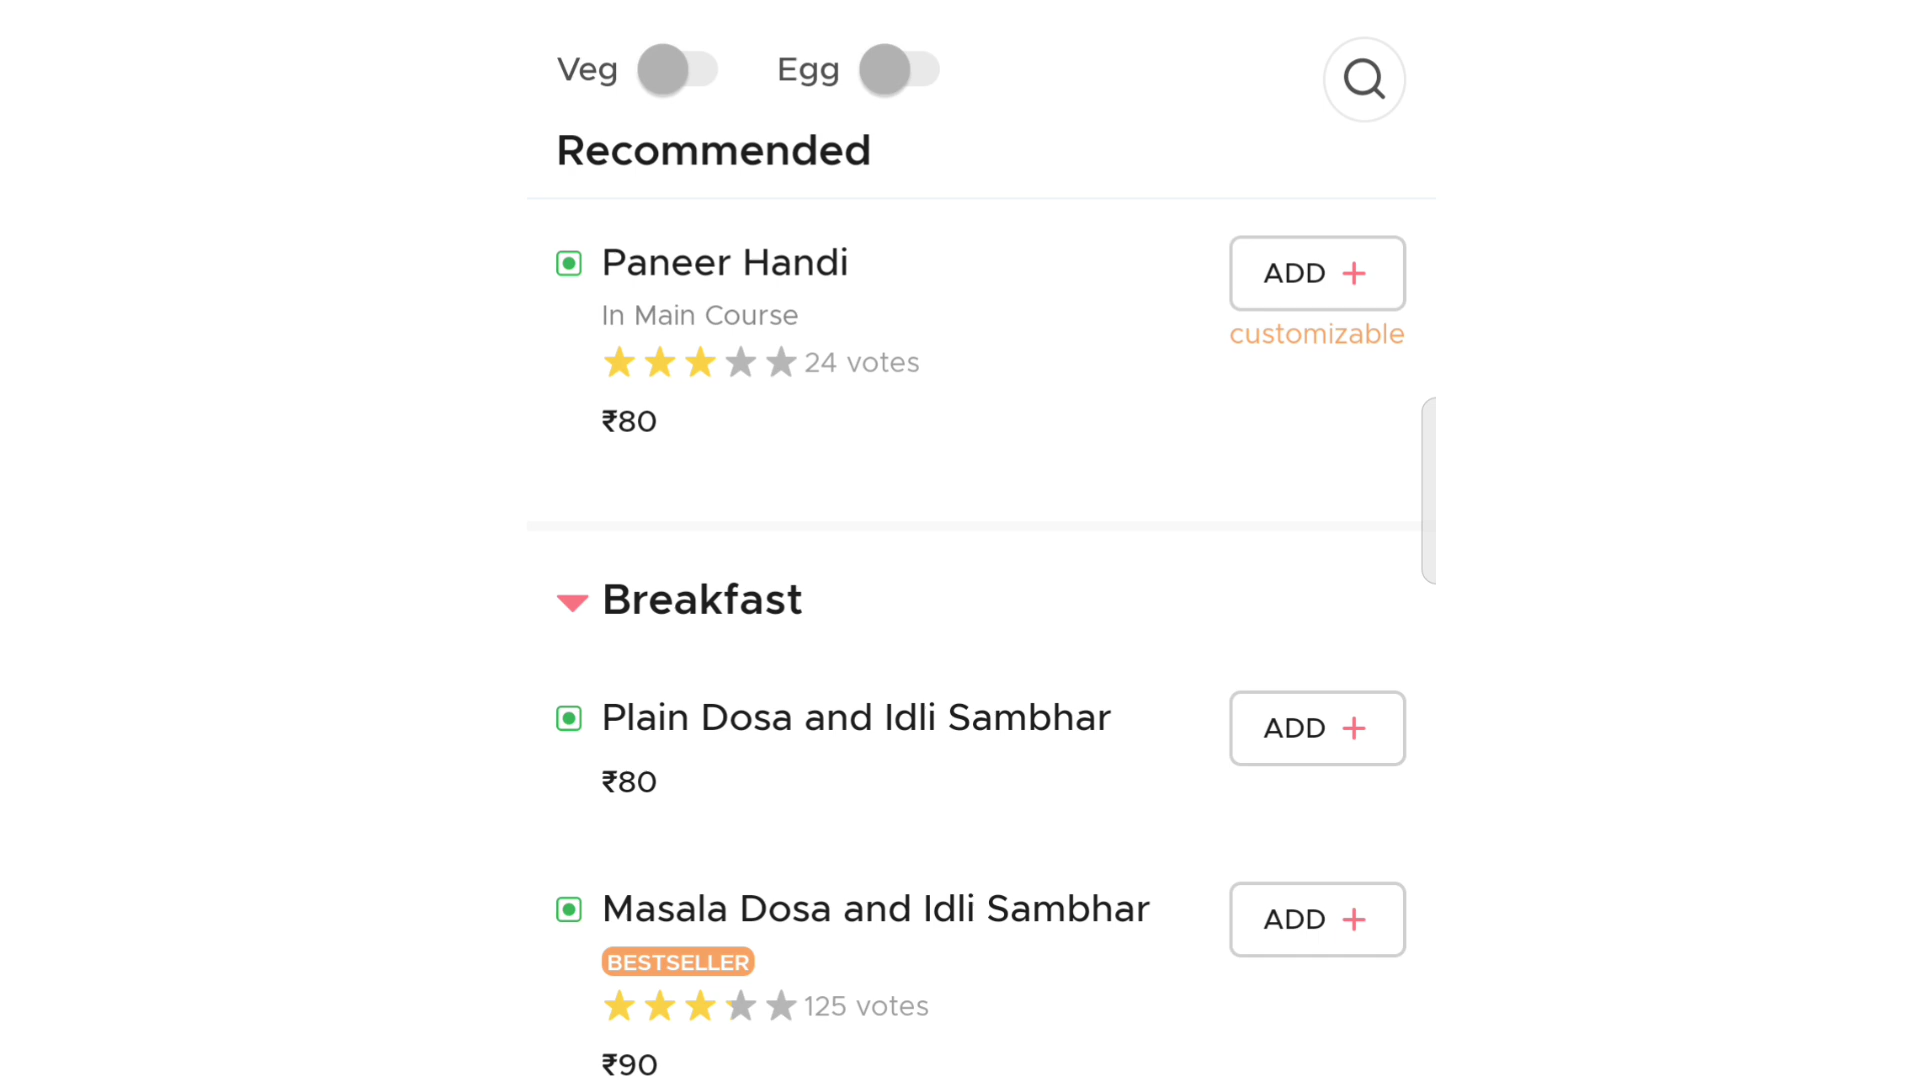 Veg Egg
Recommended
Paneer Handi
ADD +
In Main Course
customizable
24 votes
₹80
Breakfast
Plain Dosa and Idli Sambhar
ADD +
₹80
Masala Dosa and Idli Sambhar
ADD +
BESTSELLER
125 votes
₹90